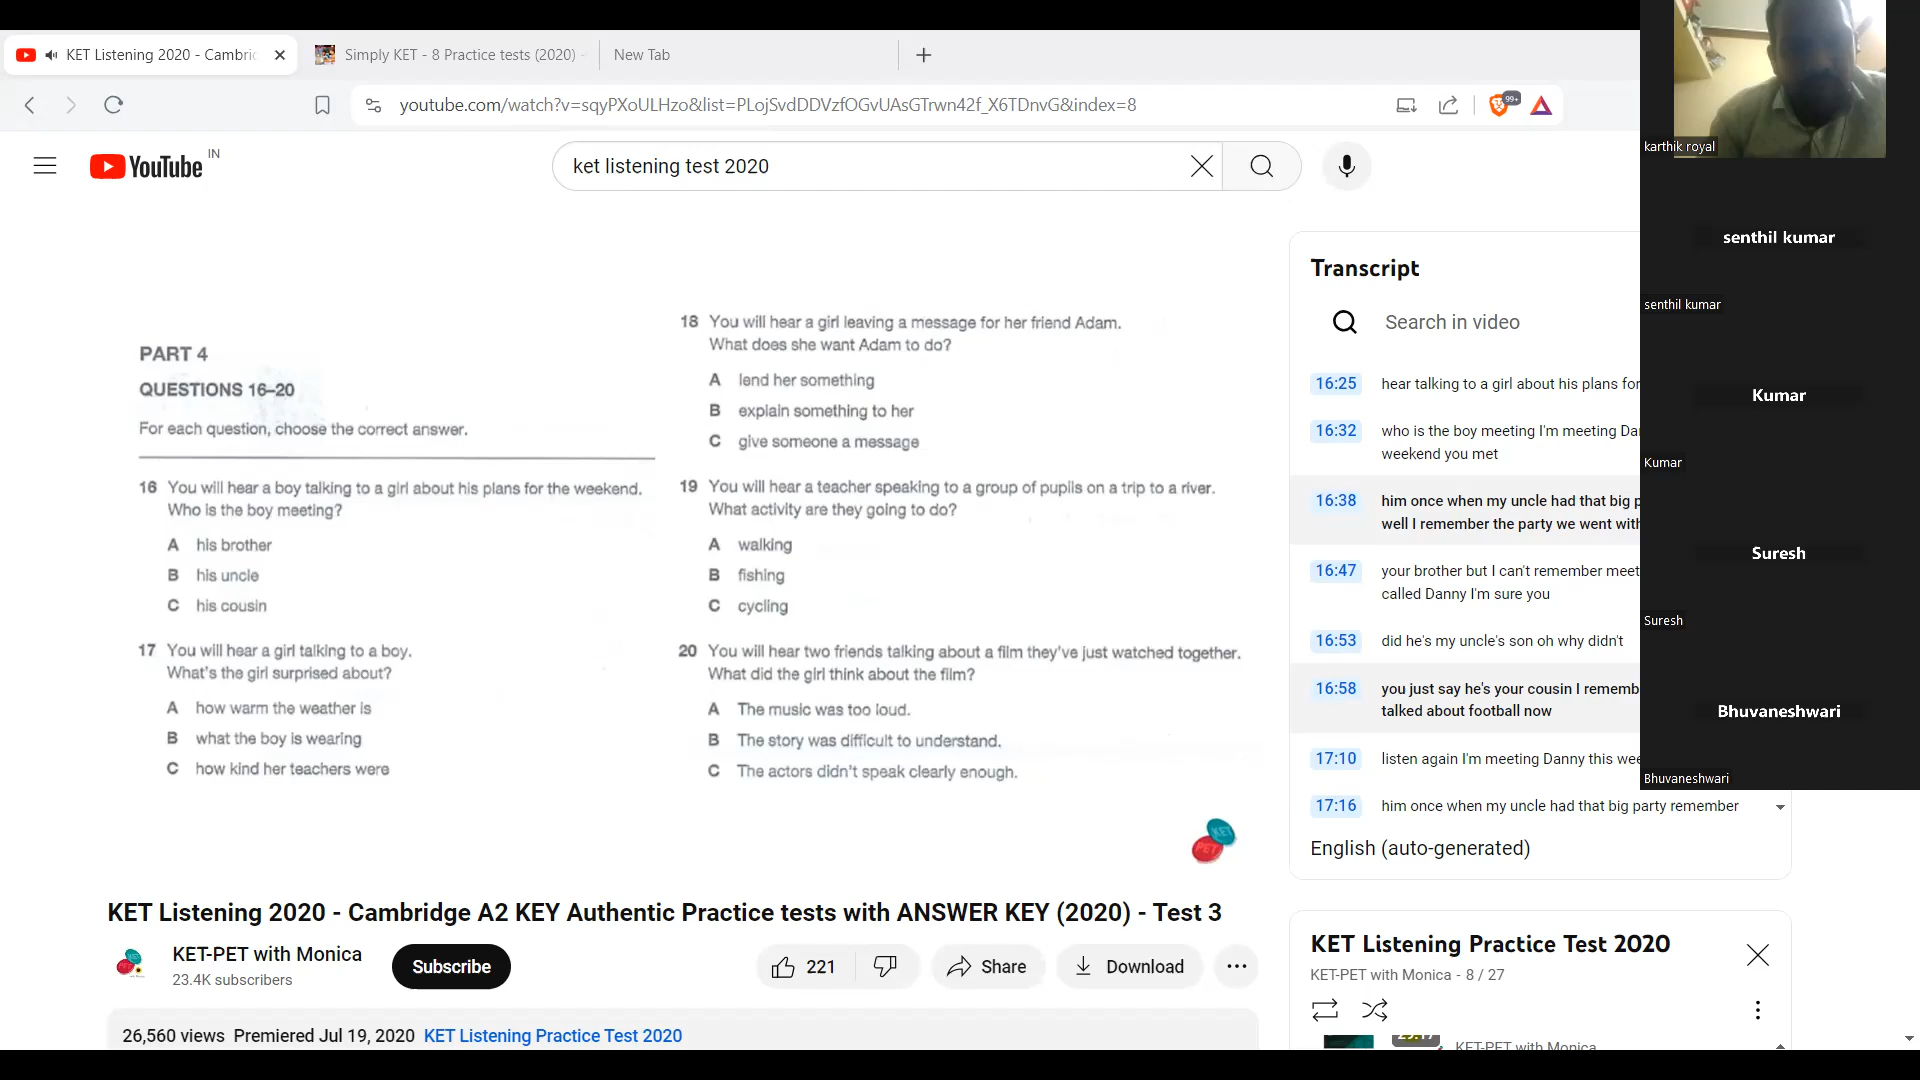 KET Listening 2020 - Cambri
Simply KET - 8 Practice tests (2020) -
New Tab
youtube.com/watch?v=sqyPXoULHzo&list=PLojSvdDDVzfOGvUAsGTrwn42f_X6TDnvG&index=8
99+
YouTube IN
ket listening test 2020
PART 4
QUESTIONS 16–20
For each question, choose the correct answer.
16 You will hear a boy talking to a girl about his plans for the weekend.
Who is the boy meeting?
A his brother
B his uncle
C his cousin
17 You will hear a girl talking to a boy.
What's the girl surprised about?
A how warm the weather is
B what the boy is wearing
C how kind her teachers were
18 You will hear a girl leaving a message for her friend Adam.
What does she want Adam to do?
A lend her something
B explain something to her
C give someone a message
19 You will hear a teacher speaking to a group of pupils on a trip to a river.
What activity are they going to do?
A walking
B fishing
C cycling
20 You will hear two friends talking about a film they've just watched together.
What did the girl think about the film?
A The music was too loud.
B The story was difficult to understand.
C The actors didn't speak clearly enough.
KET
PET
KET Listening 2020 - Cambridge A2 KEY Authentic Practice tests with ANSWER KEY (2020) - Test 3
KET-PET with Monica
23.4K subscribers
Subscribe
221
Share
Download
26,560 views Premiered Jul 19, 2020 KET Listening Practice Test 2020
Transcript
Search in video
16:25 hear talking to a girl about his plans for
16:32 who is the boy meeting I'm meeting Da
weekend you met
16:38 him once when my uncle had that big p
well I remember the party we went with
16:47 your brother but I can't remember meet
called Danny I'm sure you
16:53 did he's my uncle's son oh why didn't
16:58 you just say he's your cousin I rememb
talked about football now
17:10 listen again I'm meeting Danny this wee
17:16 him once when my uncle had that big party remember
English (auto-generated)
KET Listening Practice Test 2020
KET-PET with Monica - 8 / 27
KET-PET with Monica
karthik royal
senthil kumar
senthil kumar
Kumar
Kumar
Suresh
Suresh
Bhuvaneshwari
Bhuvaneshwari